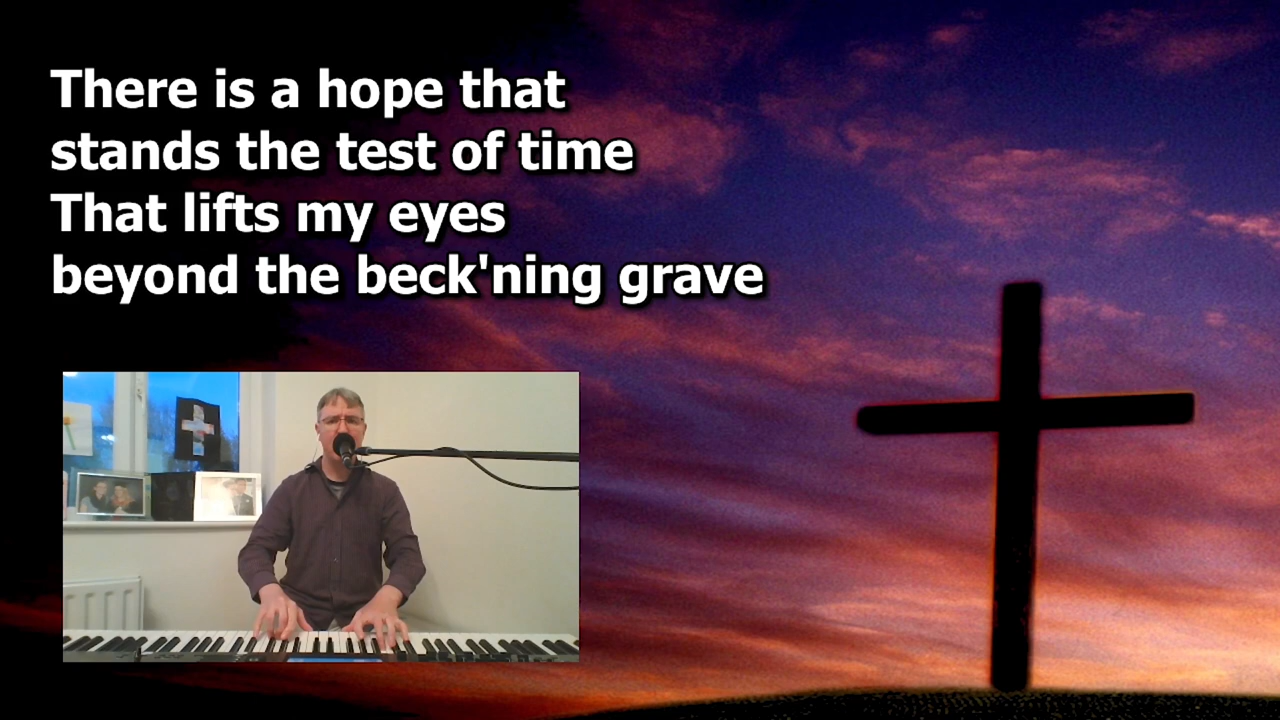 There is a hope that
stands the test of time
That lifts my eyes
beyond the beck'ning grave